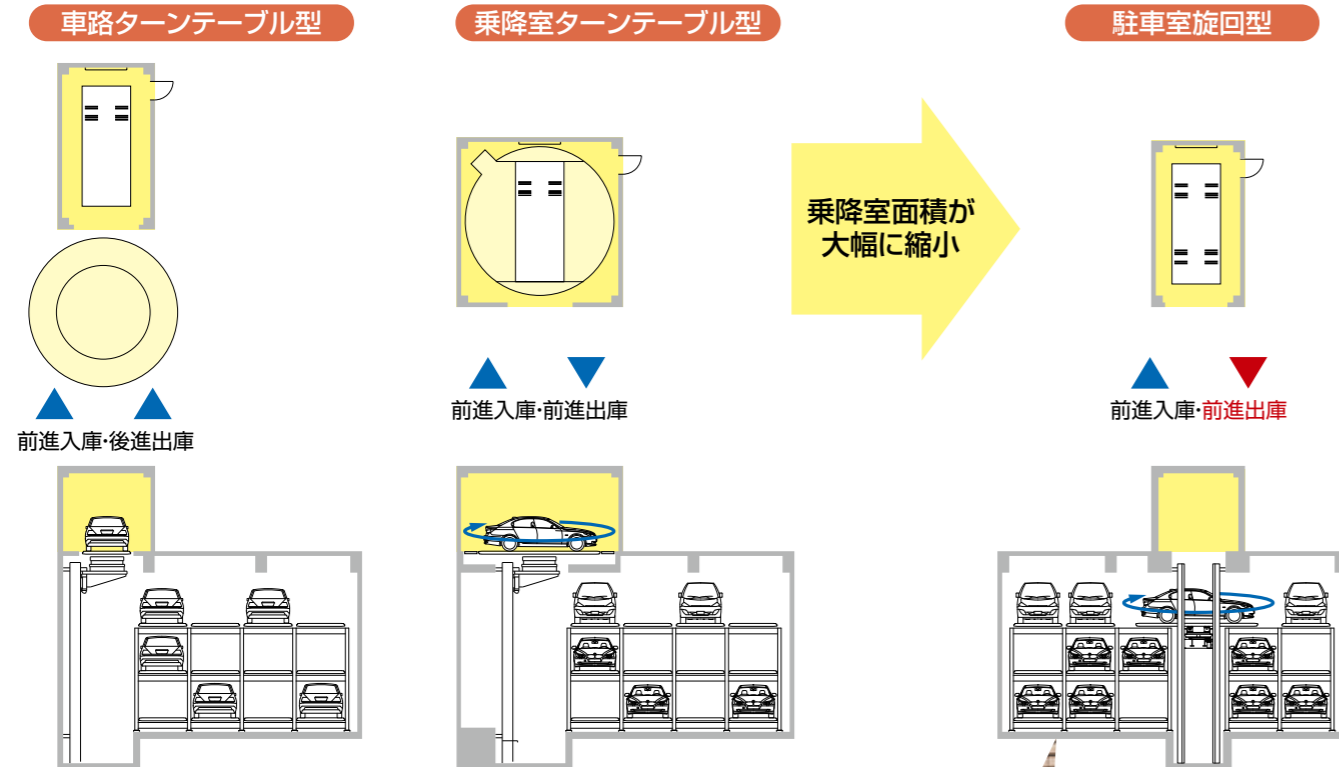 車路ターンテーブル型
乗降室ターンテーブル型
駐車室旋回型
乗降室面積が
大幅に縮小
前進入庫・後進出庫
前進入庫・前進出庫
前進入庫・前進出庫